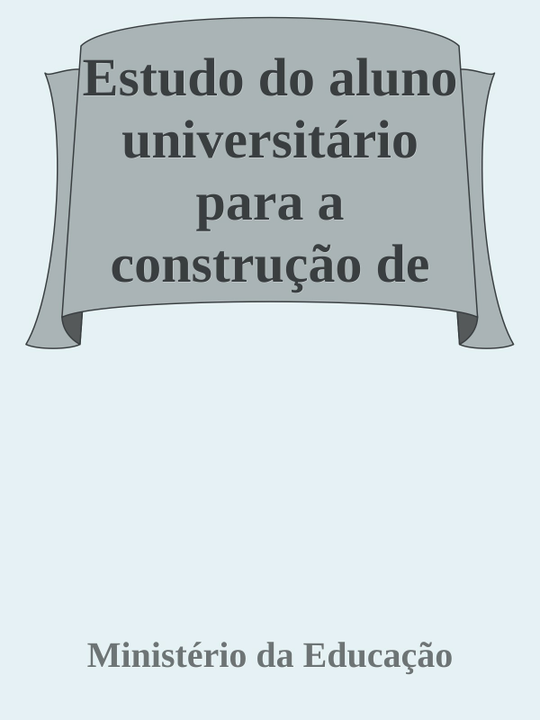 Estudo do aluno
universitário
para a
construção de
Ministério da Educação